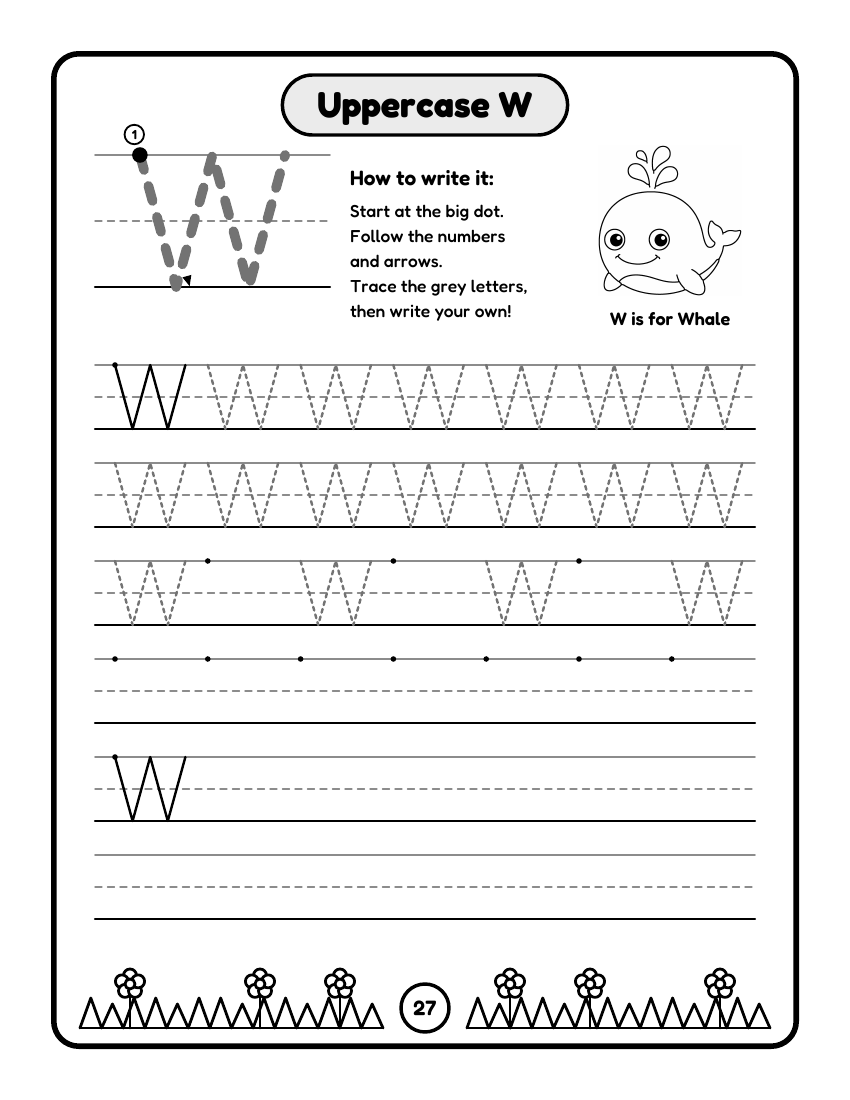 Uppercase W
1
How to write it:
Start at the big dot.
Follow the numbers
and arrows.
Trace the grey letters,
then write your own!
W is for Whale
W W W W W W W
W W W W W W W
W W W W
W
27